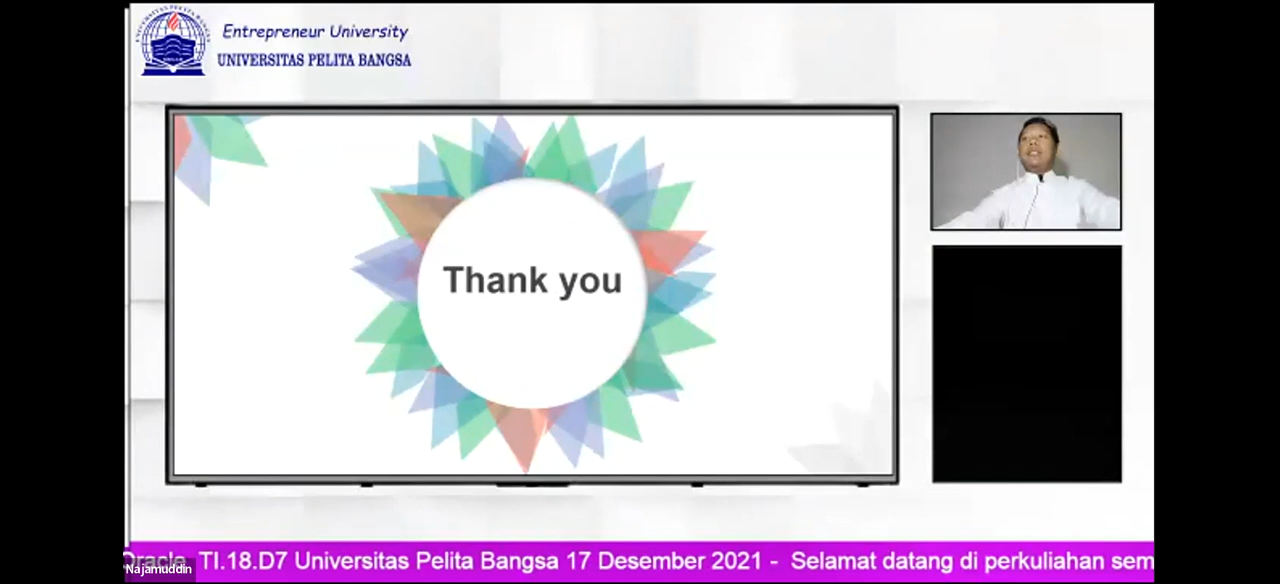 Entrepreneur University
UNIVERSITAS PELITA BANGSA
Thank you
Oracle TI.18.D7 Universitas Pelita Bangsa 17 Desember 2021 - Selamat datang di perkuliahan sem
Najamuddin